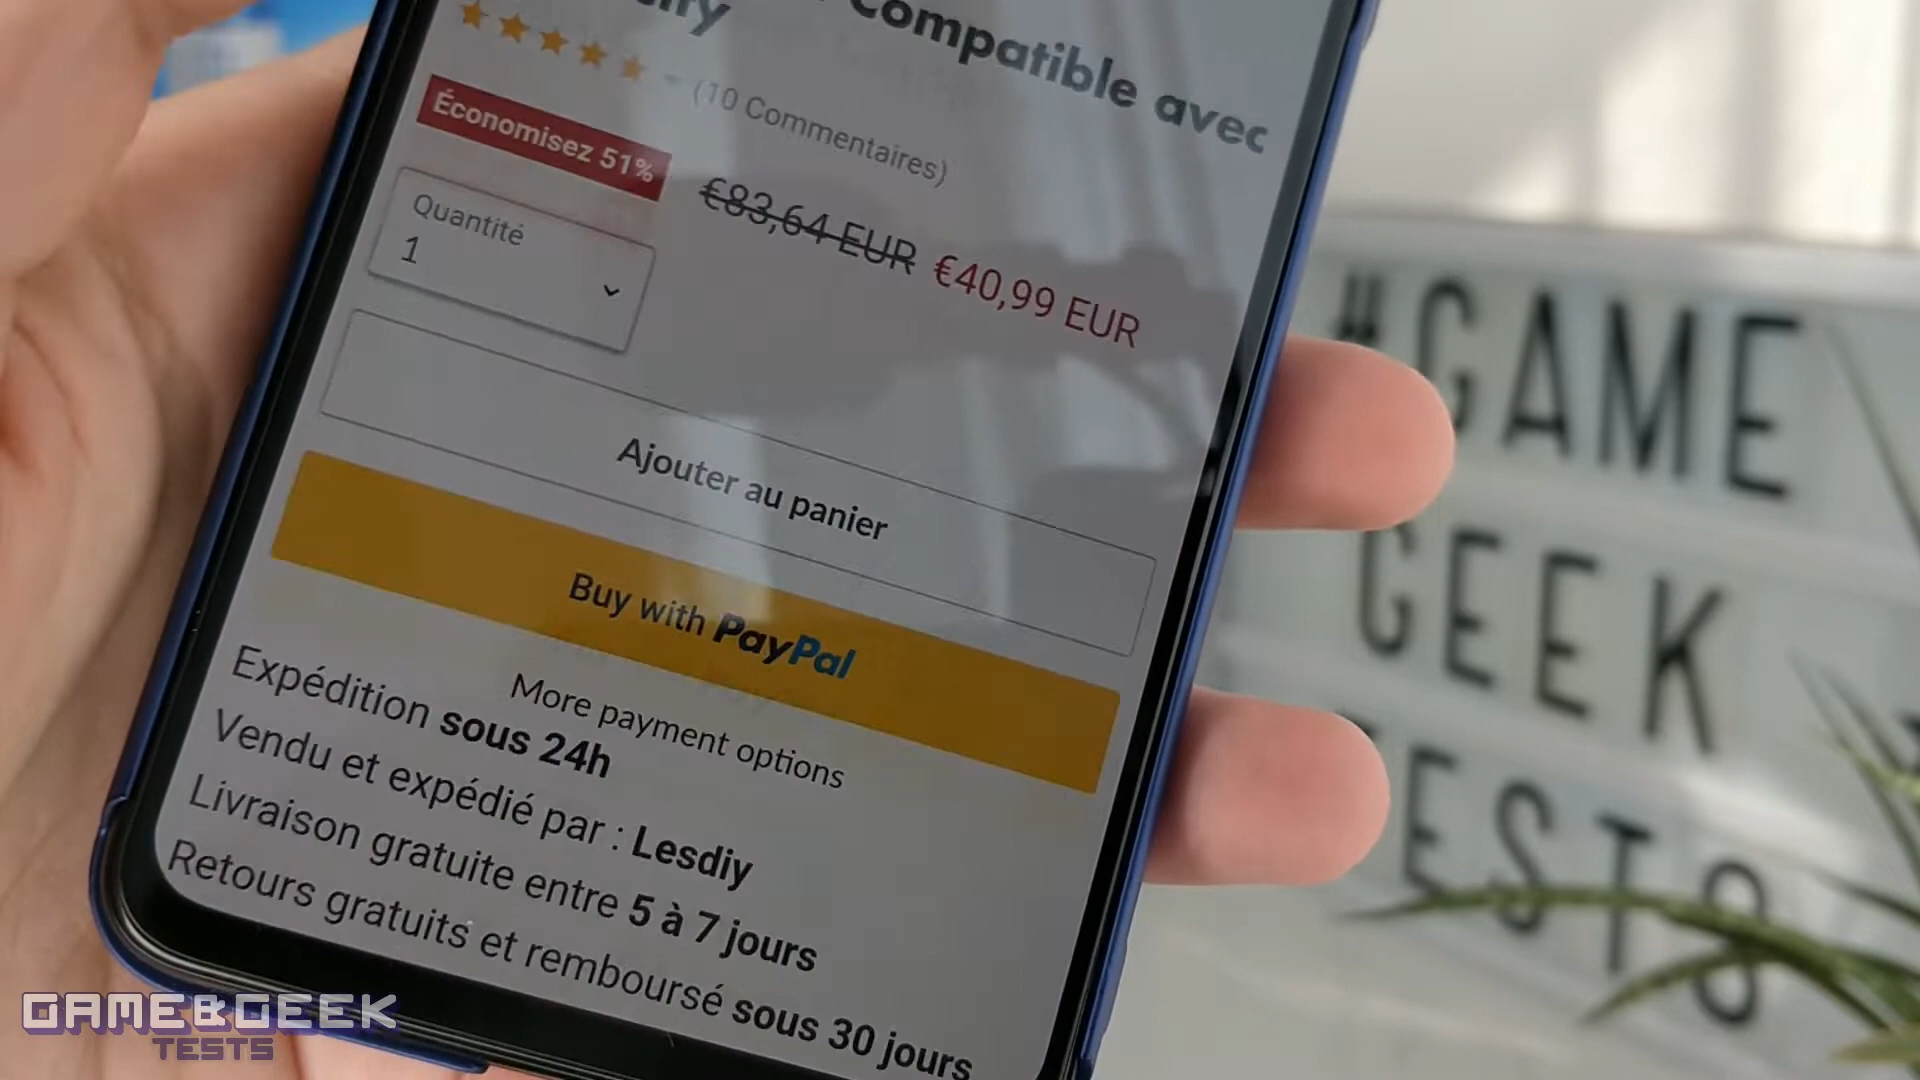 Compatible avec
(10 Commentaires)
Économisez 51%
€83,64 EUR €40,99 EUR
Quantité
1
Ajouter au panier
Buy with PayPal
More payment options
Expédition sous 24h
Vendu et expédié par : Lesdiy
Livraison gratuite entre 5 à 7 jours
Retours gratuits et remboursé sous 30 jours
#GAME
GEEK
TESTS
GAME&GEEK
TESTS